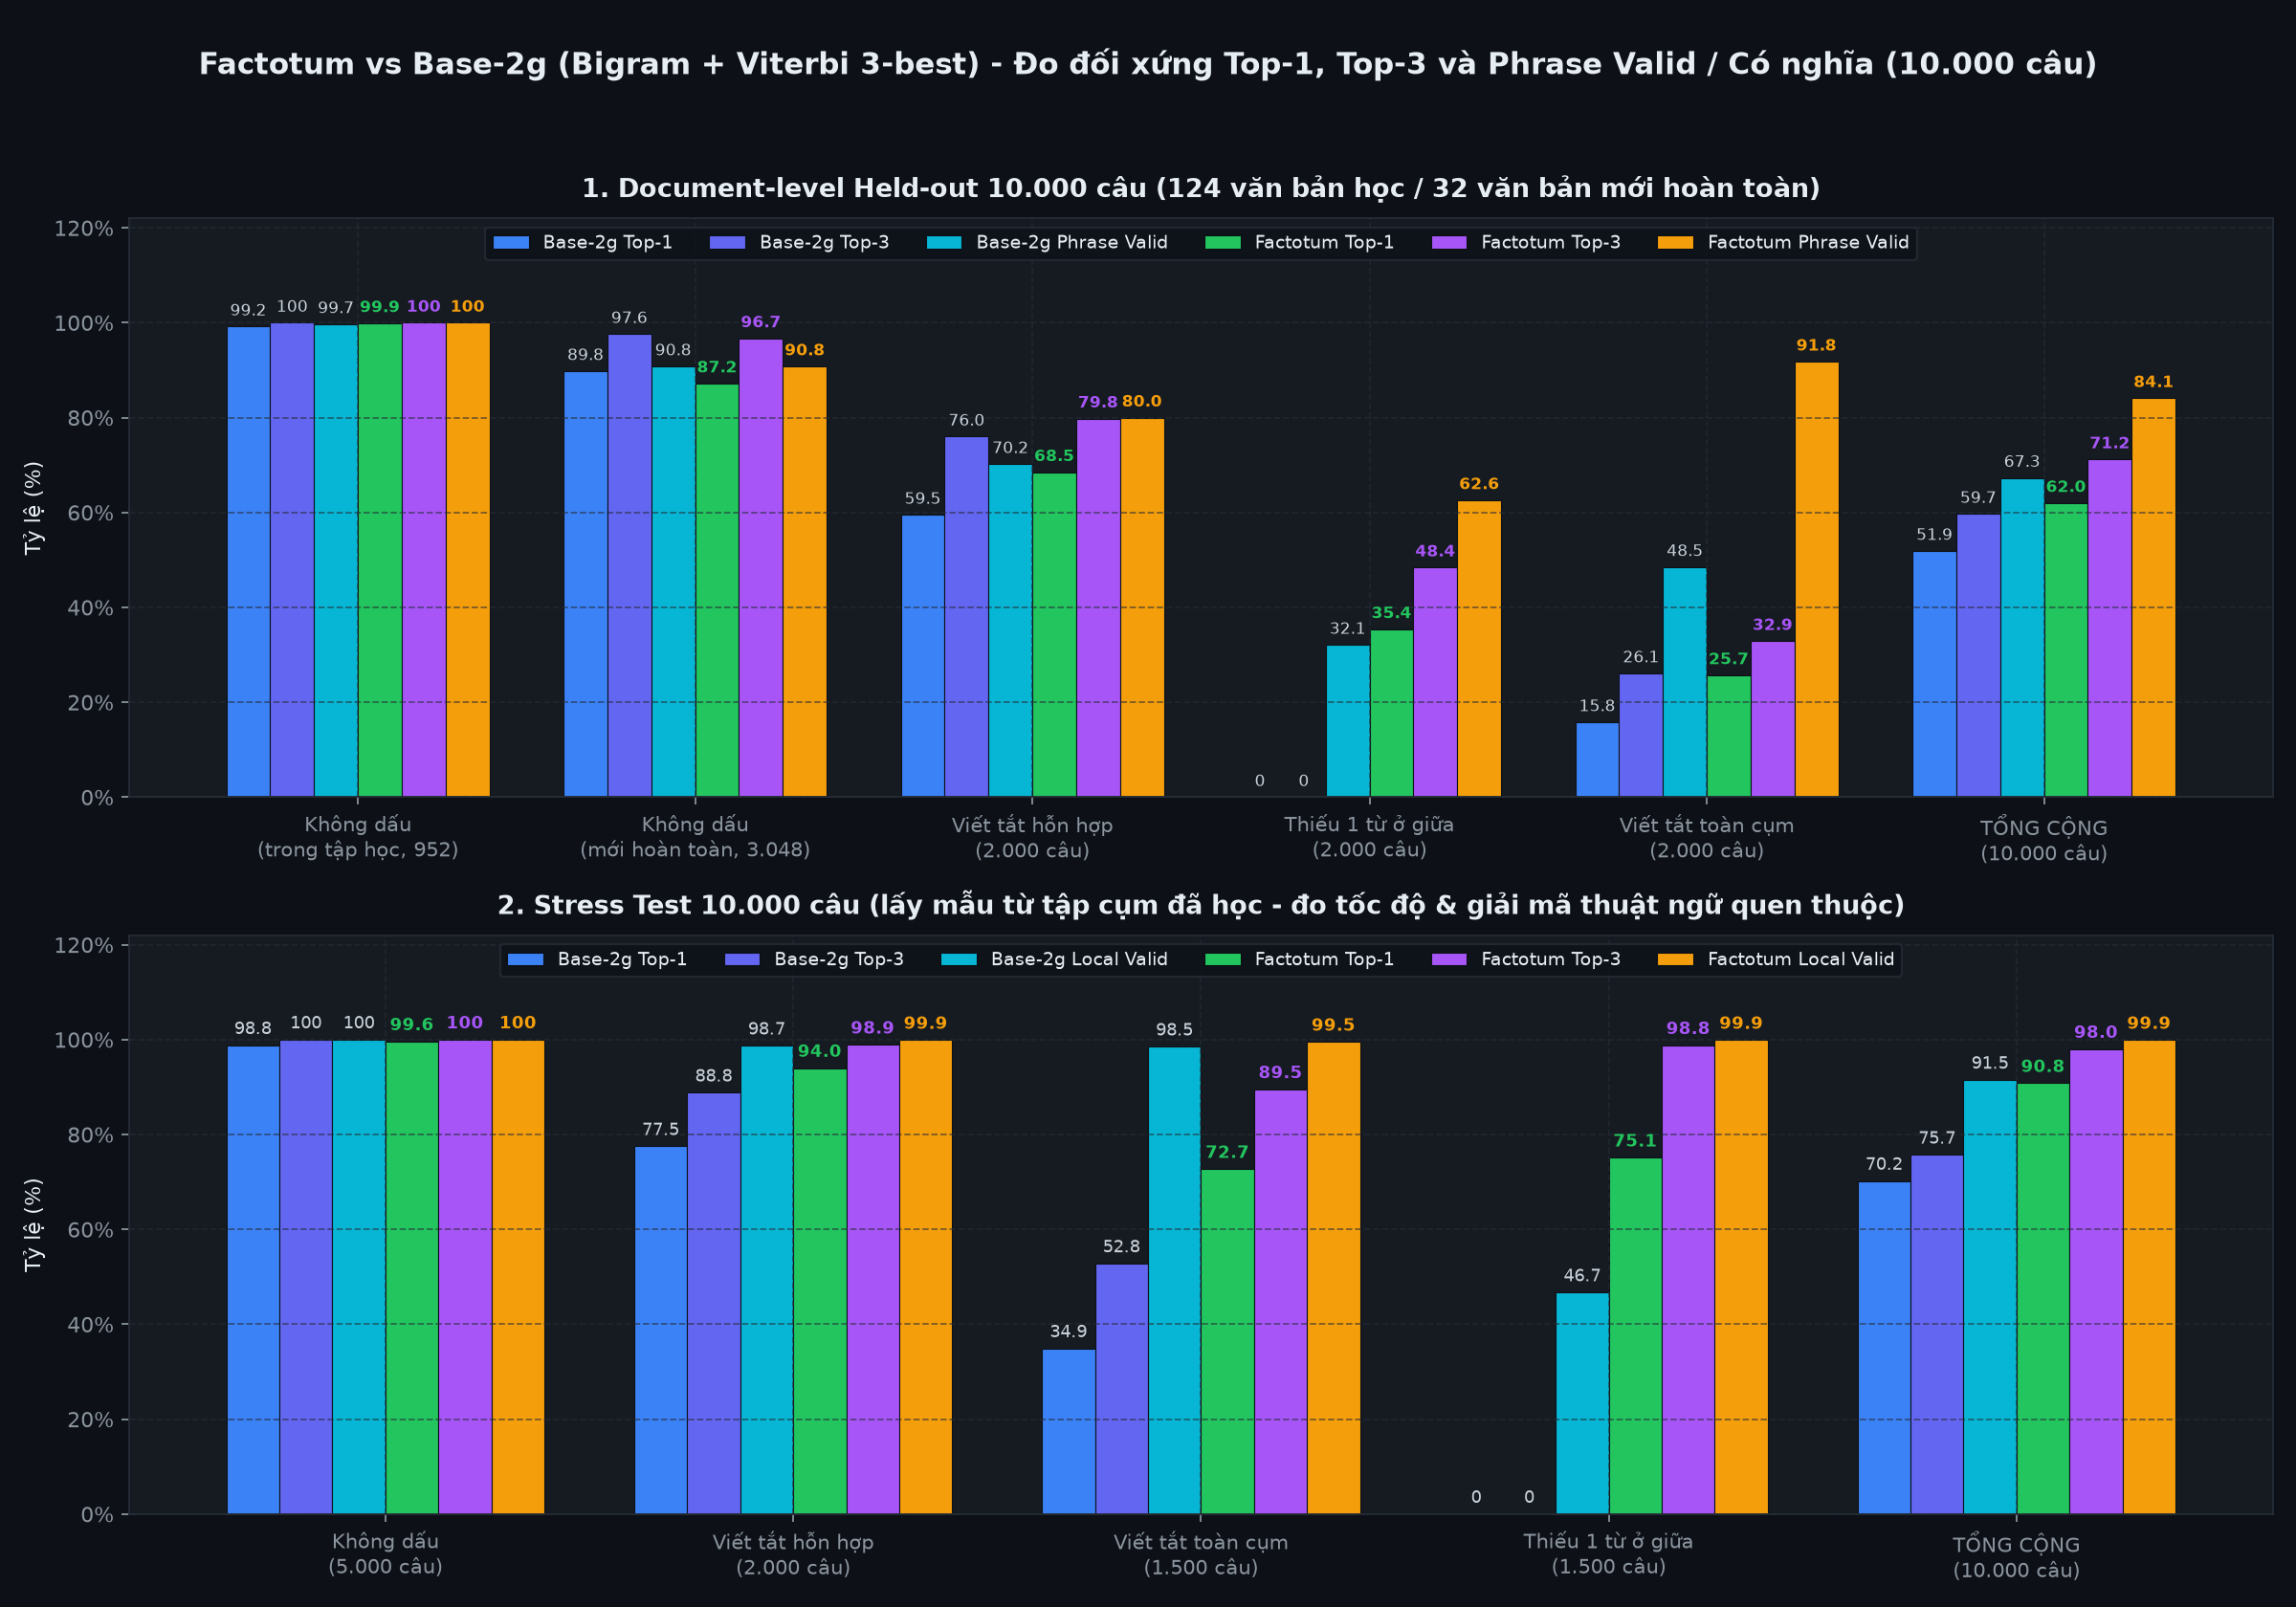 Factotum vs Base-2g (Bigram + Viterbi 3-best) - Đo đối xứng Top-1, Top-3 và Phrase Valid / Có nghĩa (10.000 câu)
1. Document-level Held-out 10.000 câu (124 văn bản học / 32 văn bản mới hoàn toàn)
Tỷ lệ (%)
120%
100%
80%
60%
40%
20%
0%
Base-2g Top-1
Base-2g Top-3
Base-2g Phrase Valid
Factotum Top-1
Factotum Top-3
Factotum Phrase Valid
99.2 100 99.7 99.9 100 100
89.8 97.6 90.8 87.2 96.7 90.8
59.5 76.0 70.2 68.5 79.8 80.0
0 0 32.1 35.4 48.4 62.6
15.8 26.1 48.5 25.7 32.9 91.8
51.9 59.7 67.3 62.0 71.2 84.1
Không dấu
(trong tập học, 952)
Không dấu
(mới hoàn toàn, 3.048)
Viết tắt hỗn hợp
(2.000 câu)
Thiếu 1 từ ở giữa
(2.000 câu)
Viết tắt toàn cụm
(2.000 câu)
TỔNG CỘNG
(10.000 câu)
2. Stress Test 10.000 câu (lấy mẫu từ tập cụm đã học - đo tốc độ & giải mã thuật ngữ quen thuộc)
Tỷ lệ (%)
120%
100%
80%
60%
40%
20%
0%
Base-2g Top-1
Base-2g Top-3
Base-2g Local Valid
Factotum Top-1
Factotum Top-3
Factotum Local Valid
98.8 100 100 99.6 100 100
77.5 88.8 98.7 94.0 98.9 99.9
34.9 52.8 98.5 72.7 89.5 99.5
0 0 46.7 75.1 98.8 99.9
70.2 75.7 91.5 90.8 98.0 99.9
Không dấu
(5.000 câu)
Viết tắt hỗn hợp
(2.000 câu)
Viết tắt toàn cụm
(1.500 câu)
Thiếu 1 từ ở giữa
(1.500 câu)
TỔNG CỘNG
(10.000 câu)